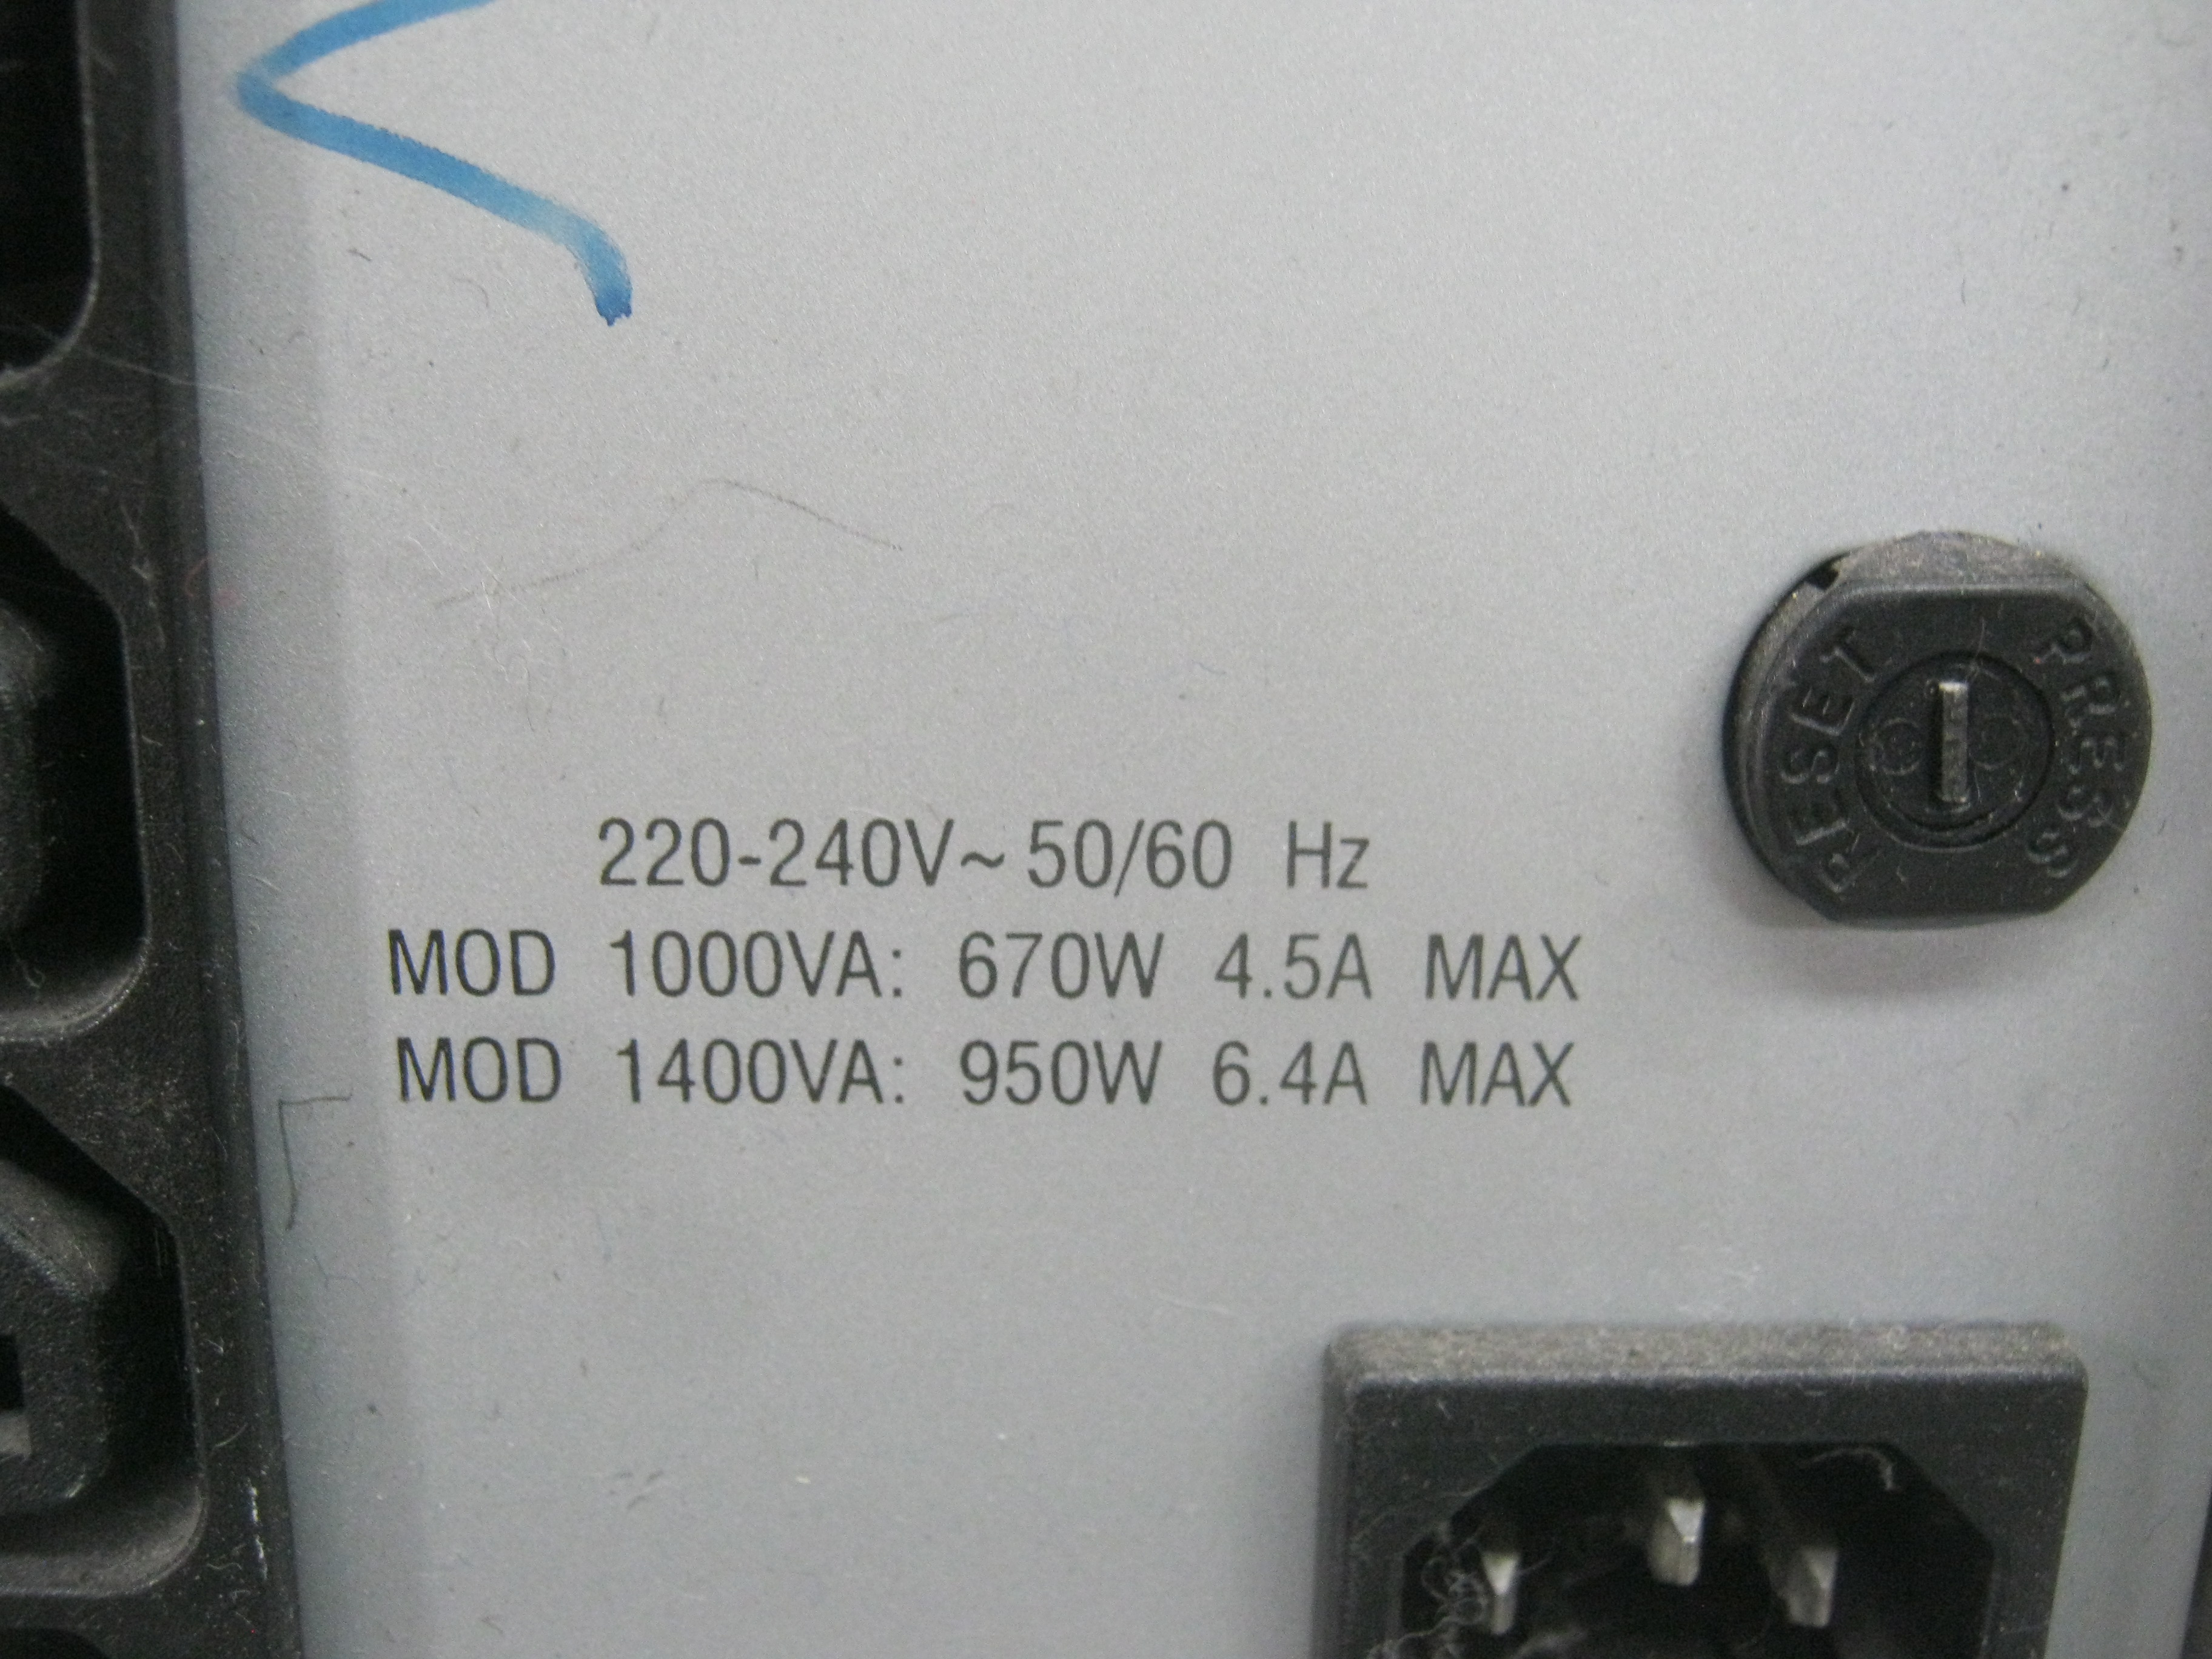 RESET PRESS
220-240V~ 50/60 Hz
MOD 1000VA: 670W 4.5A MAX
MOD 1400VA: 950W 6.4A MAX